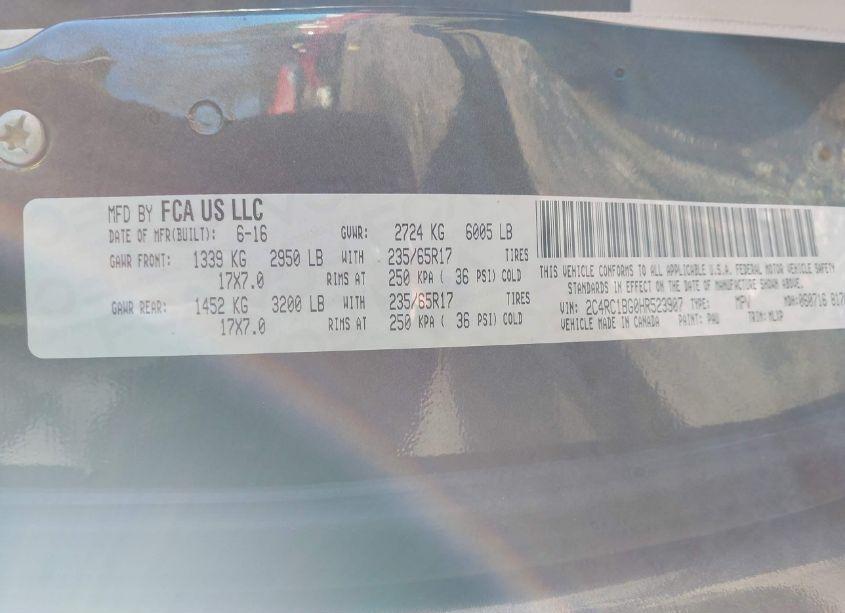 MFD BY FCA US LLC
DATE OF MFR(BUILT): 6-16 GVWR: 2724 KG 6005 LB
GAWR FRONT: 1339 KG 2950 LB WITH 235/65R17 TIRES
17X7.0 RIMS AT 250 KPA ( 36 PSI) COLD
GAWR REAR: 1452 KG 3200 LB WITH 235/65R17 TIRES
17X7.0 RIMS AT 250 KPA ( 36 PSI) COLD
THIS VEHICLE CONFORMS TO ALL APPLICABLE U.S.A. FEDERAL MOTOR VEHICLE SAFETY
STANDARDS IN EFFECT ON THE DATE OF MANUFACTURE SHOWN ABOVE.
VIN: 2C4RC1BG0HR523907 TYPE: MPV MDH: 060716
VEHICLE MADE IN CANADA PAINT: PAU TRIM: MLXP